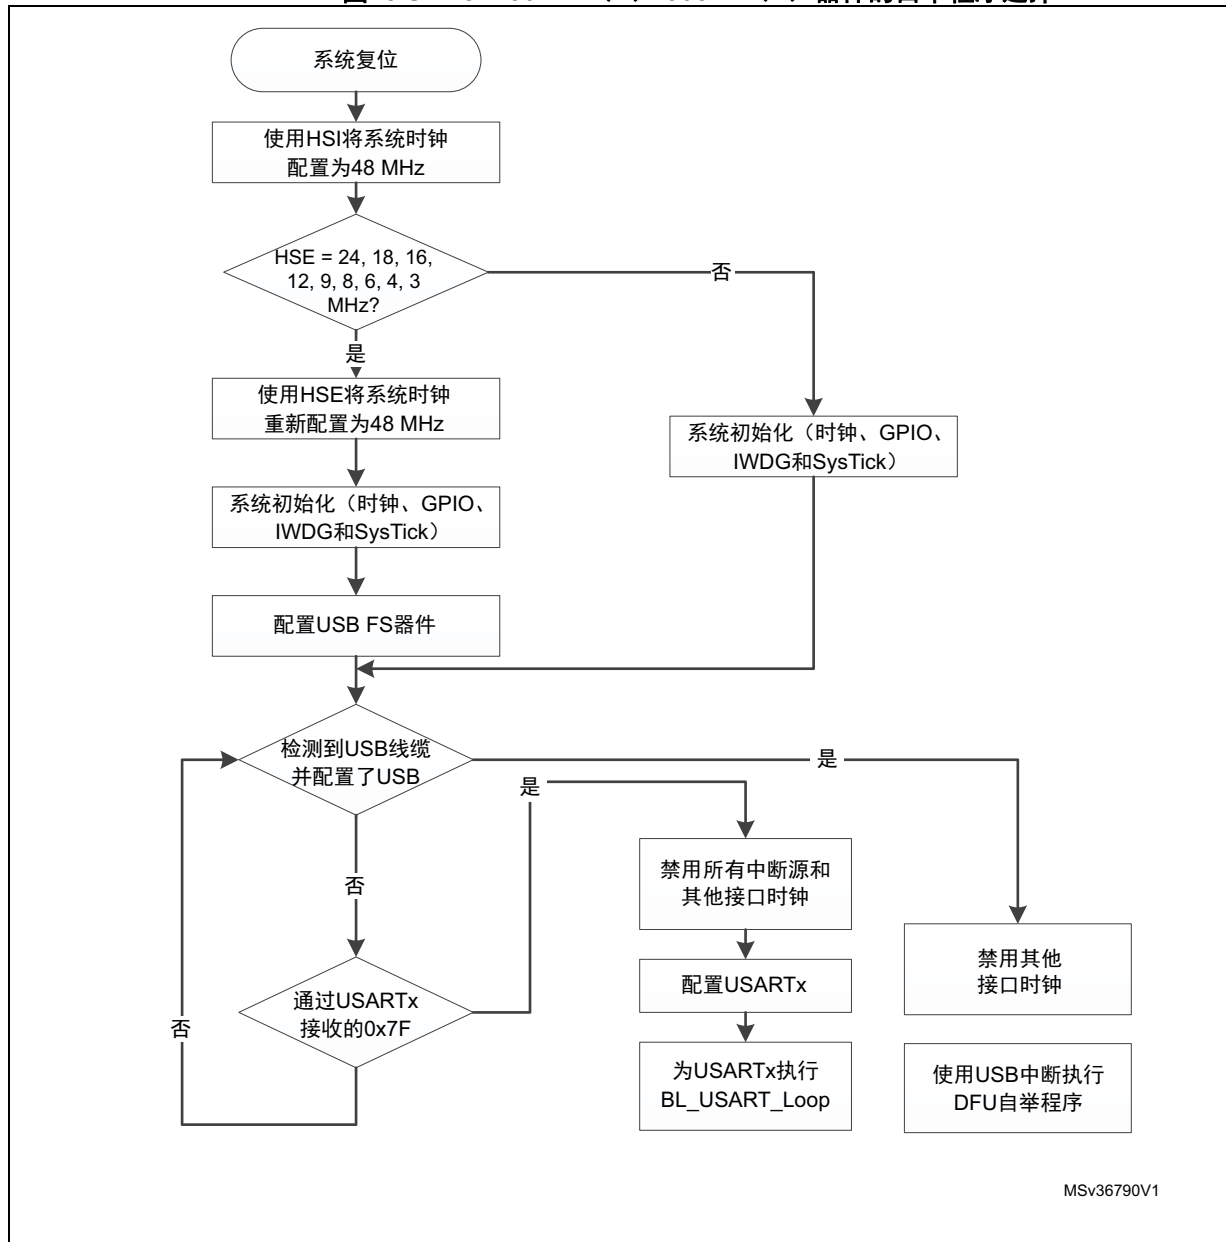 系统复位
使用HSI将系统时钟
配置为48 MHz
HSE = 24, 18, 16,
12, 9, 8, 6, 4, 3
MHz?
否
是
使用HSE将系统时钟
重新配置为48 MHz
系统初始化（时钟、GPIO、
IWDG和SysTick）
系统初始化（时钟、GPIO、
IWDG和SysTick）
配置USB FS器件
检测到USB线缆
并配置了USB
是
是
否
禁用所有中断源和
其他接口时钟
禁用其他
接口时钟
通过USARTx
接收的0x7F
否
配置USARTx
为USARTx执行
BL_USART_Loop
使用USB中断执行
DFU自举程序
MSv36790V1